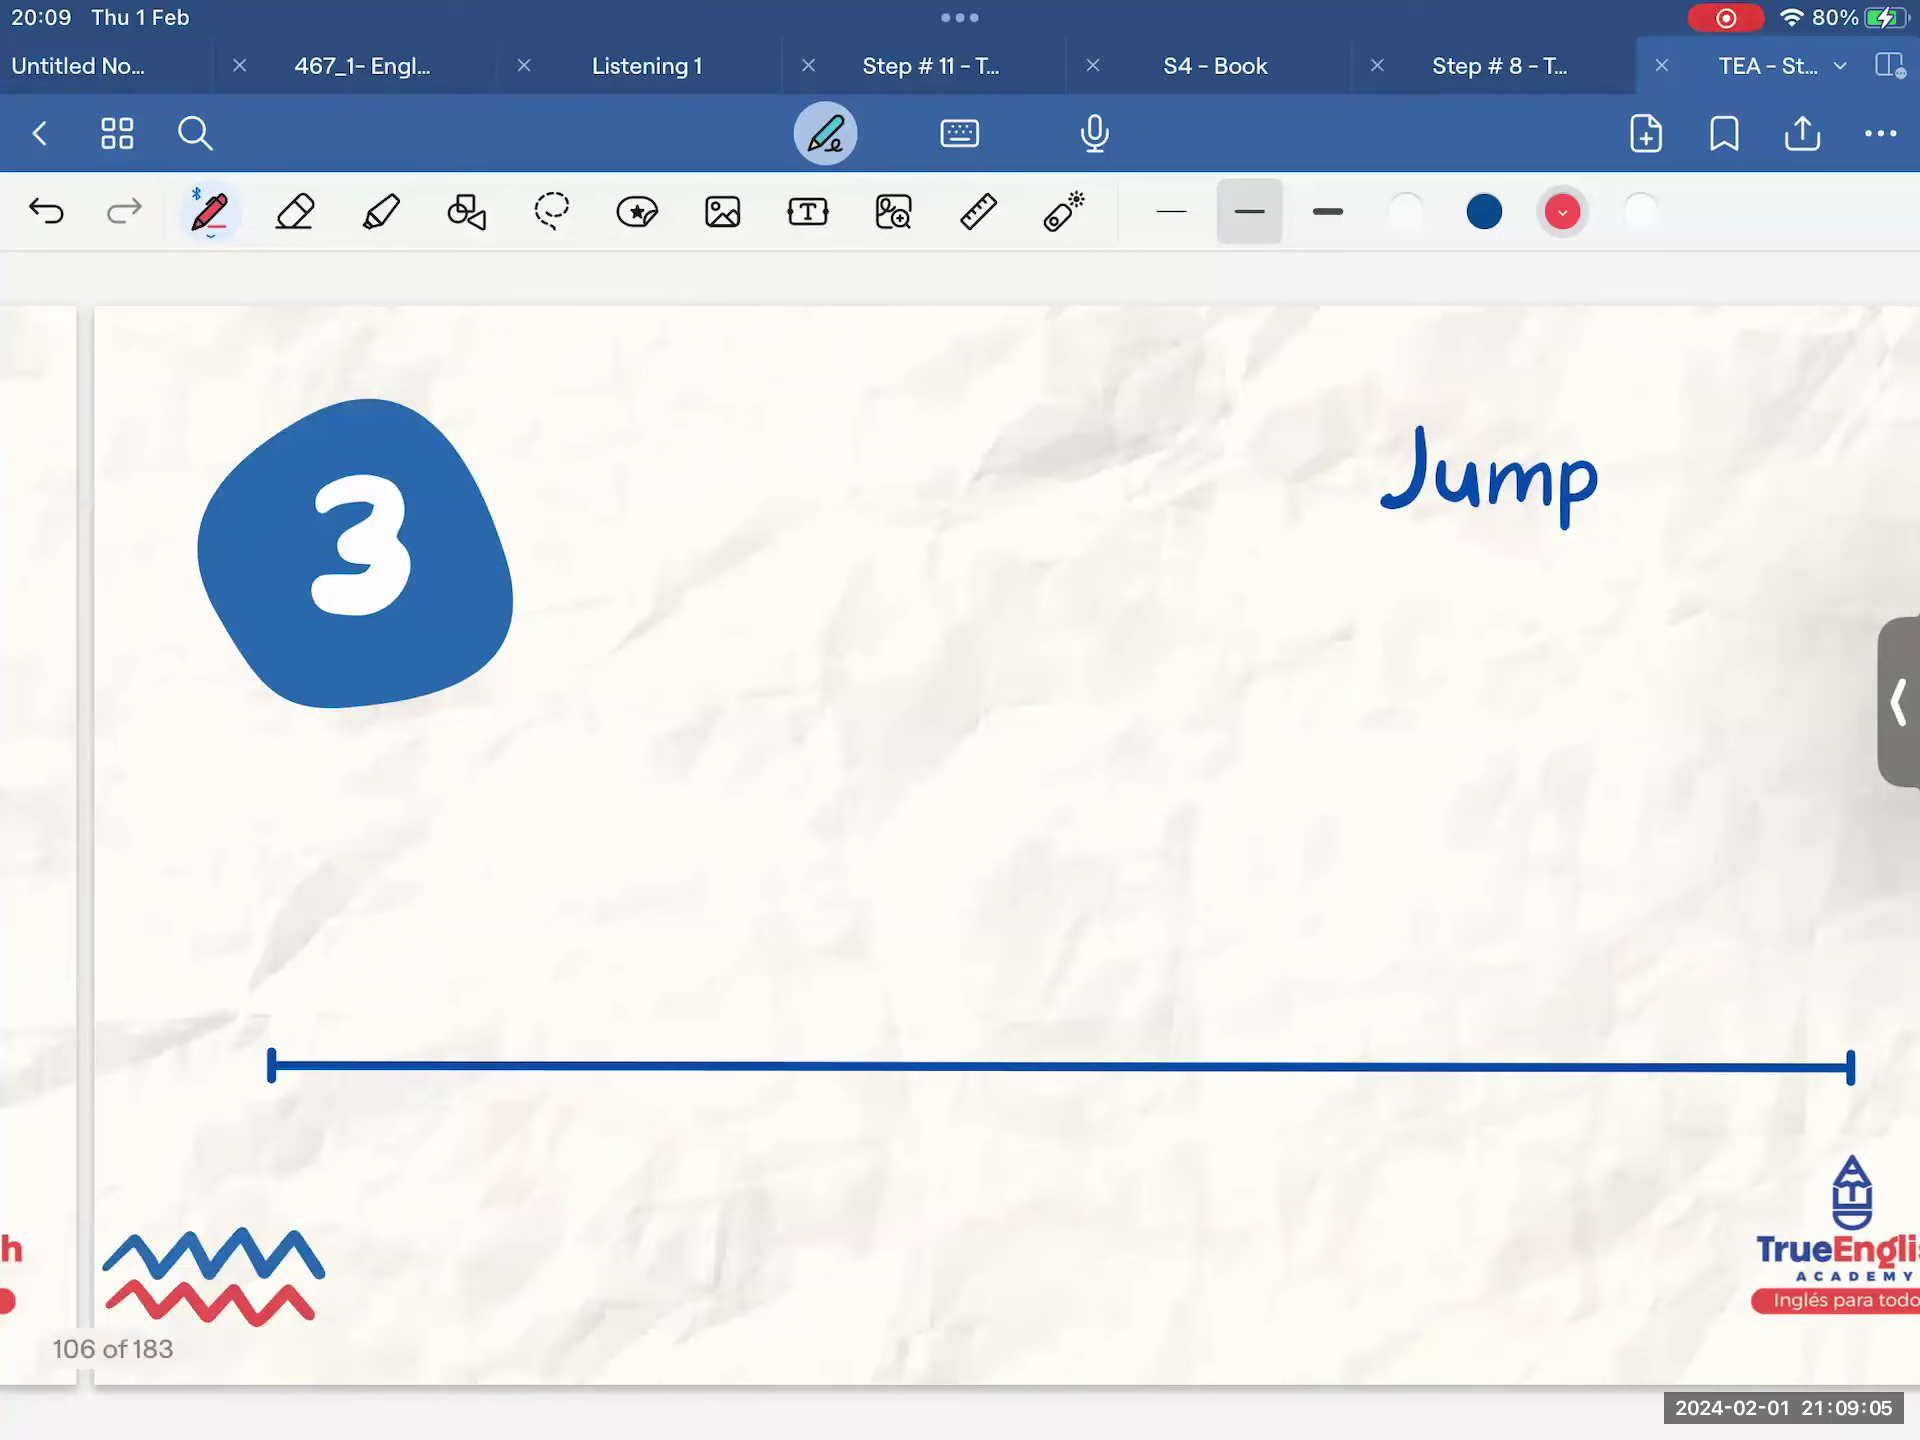 20:09 Thu 1 Feb
80%
Untitled No...
467_1- Engl...
Listening 1
Step # 11 - T...
S4 - Book
Step # 8 - T...
TEA - St...
3
Jump
h
TrueEngli
ACADEMY
Inglés para todo
106 of 183
2024-02-01 21:09:05